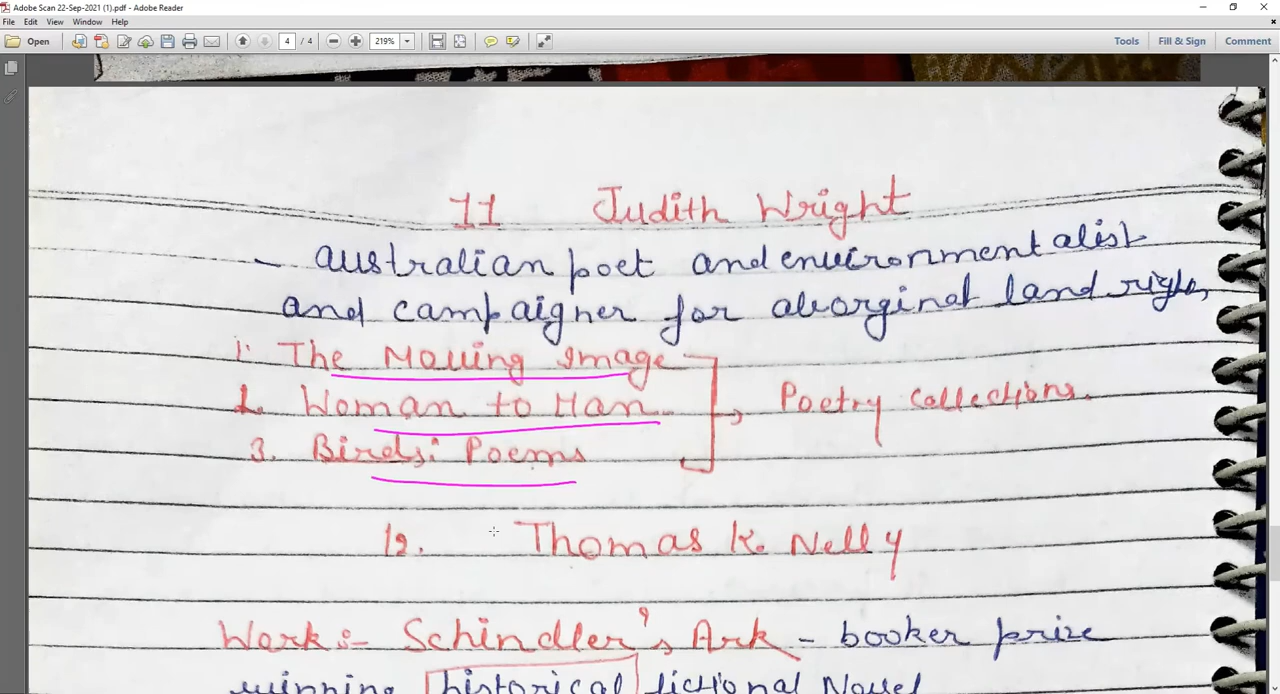 Adobe Scan 22-Sep-2021 (1).pdf - Adobe Reader
File Edit View Window Help
Open 4 / 4 219% Tools Fill & Sign Comment
11 Judith Wright
- australian poet and environmentalist
and campaigner for aborginal land rights
1. The Moving Image
2. Woman to Man
3. Birds: Poems
Poetry Collections.
12. Thomas K. Nelly
Work:- Schindler's Ark - booker prize
winning historical fictional Novel